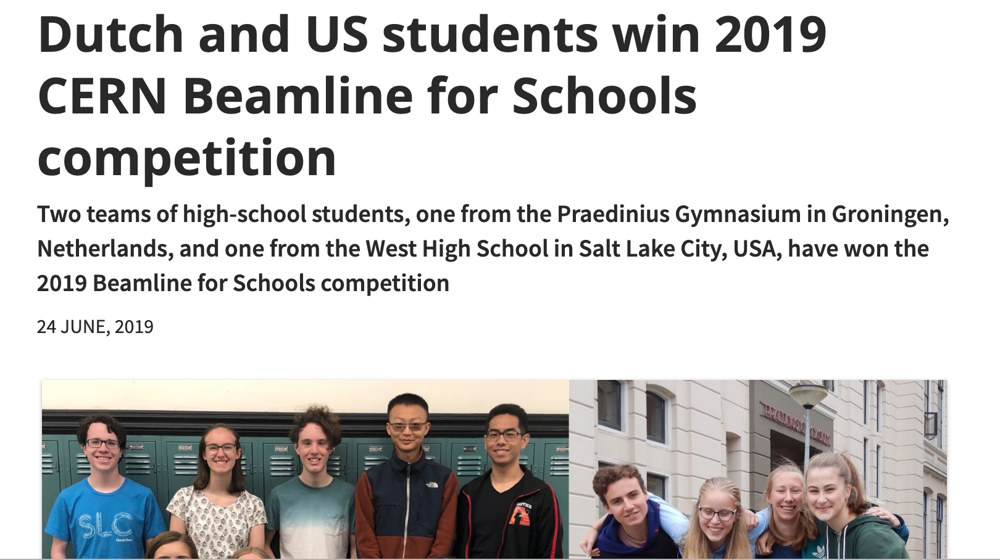 Dutch and US students win 2019
CERN Beamline for Schools
competition
Two teams of high-school students, one from the Praedinius Gymnasium in Groningen,
Netherlands, and one from the West High School in Salt Lake City, USA, have won the
2019 Beamline for Schools competition
24 JUNE, 2019
SLC
Google Fiber